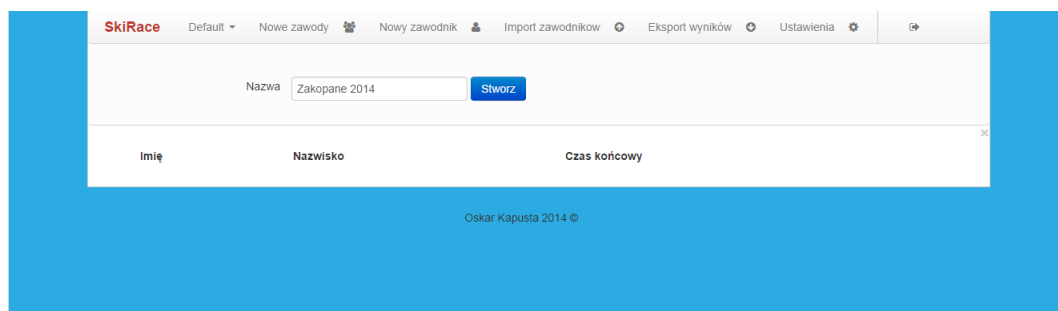 SkiRace Default Nowe zawody Nowy zawodnik Import zawodnikow Eksport wyników Ustawienia
Nazwa Zakopane 2014 Stworz
×
Imię Nazwisko Czas końcowy
Oskar Kapusta 2014 ©